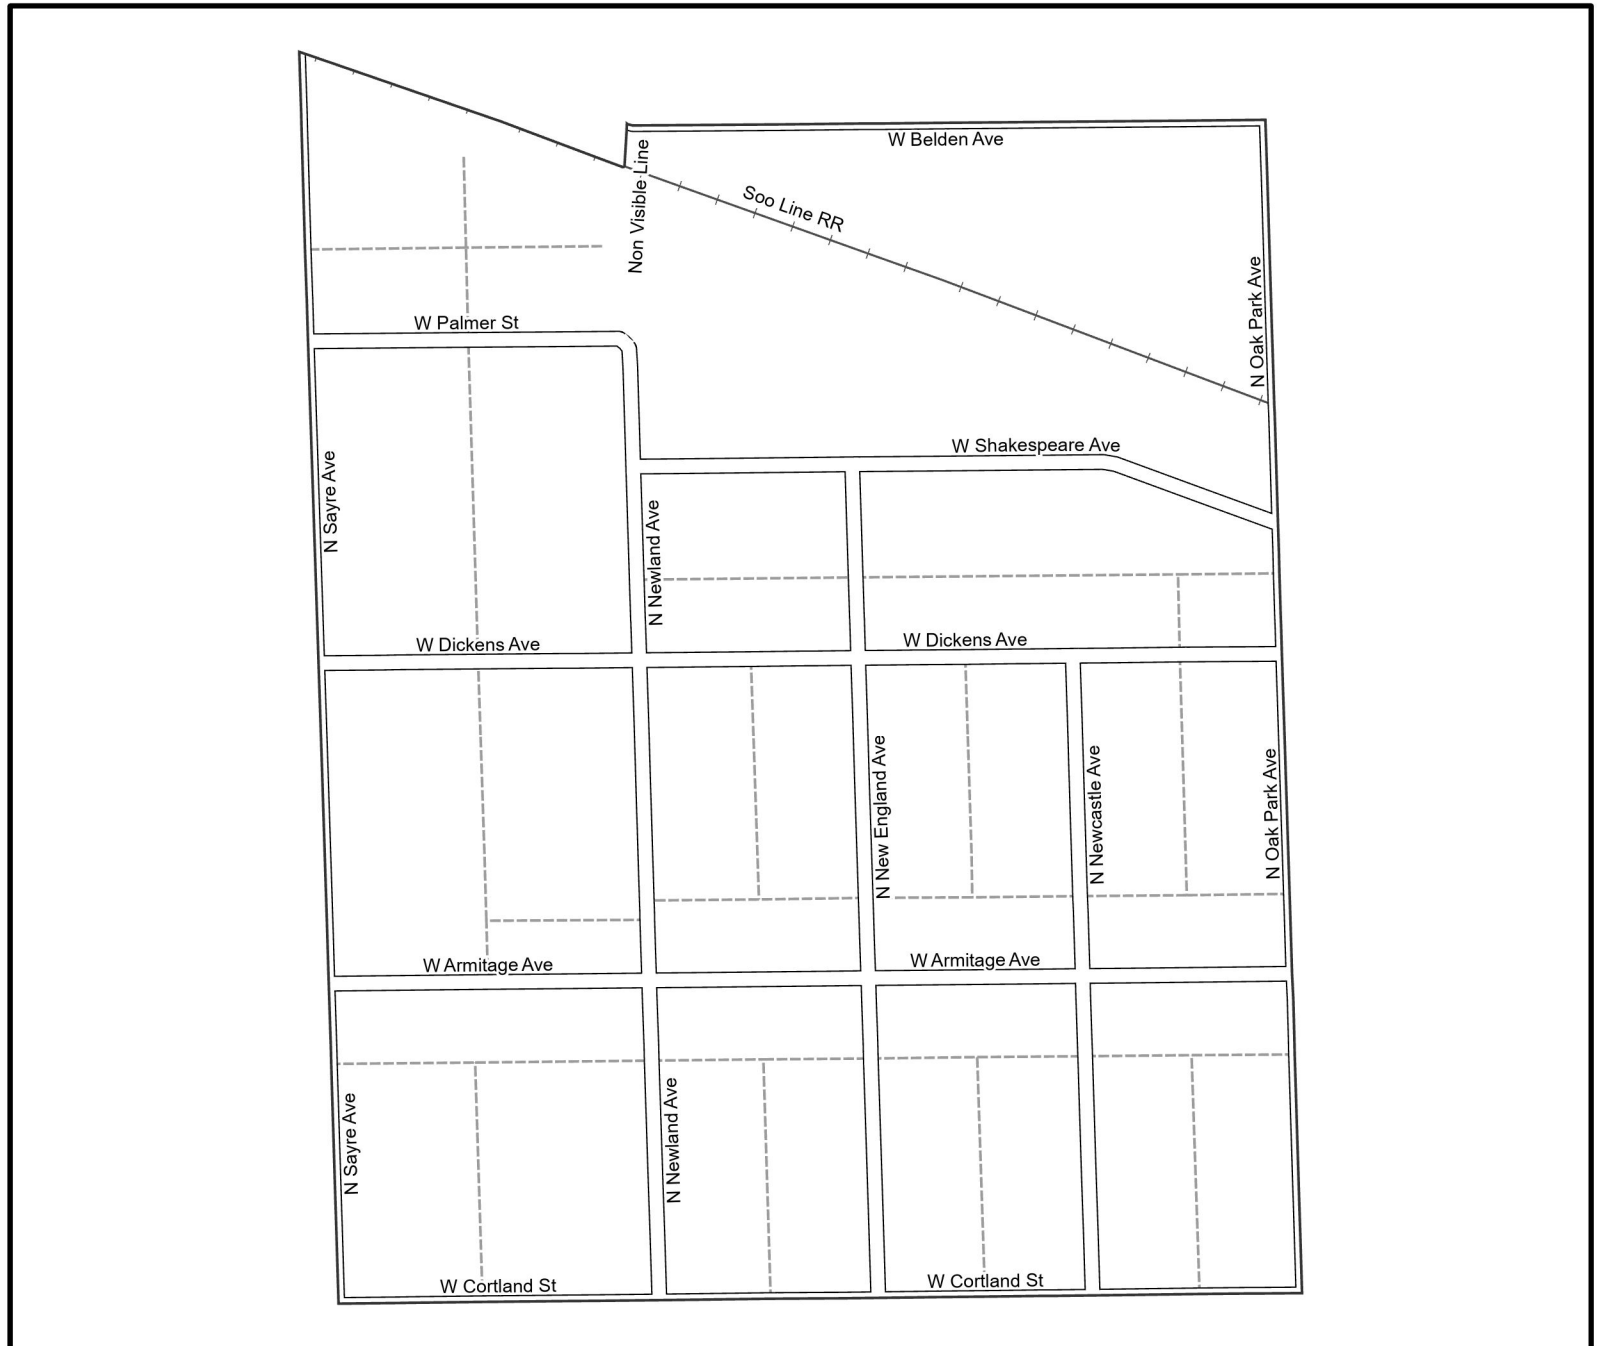 W Belden Ave
Non Visible Line
Soo Line RR
N Oak Park Ave
W Palmer St
W Shakespeare Ave
N Sayre Ave
N Newland Ave
W Dickens Ave
W Dickens Ave
N New England Ave
N Newcastle Ave
N Oak Park Ave
W Armitage Ave
W Armitage Ave
N Sayre Ave
N Newland Ave
W Cortland St
W Cortland St